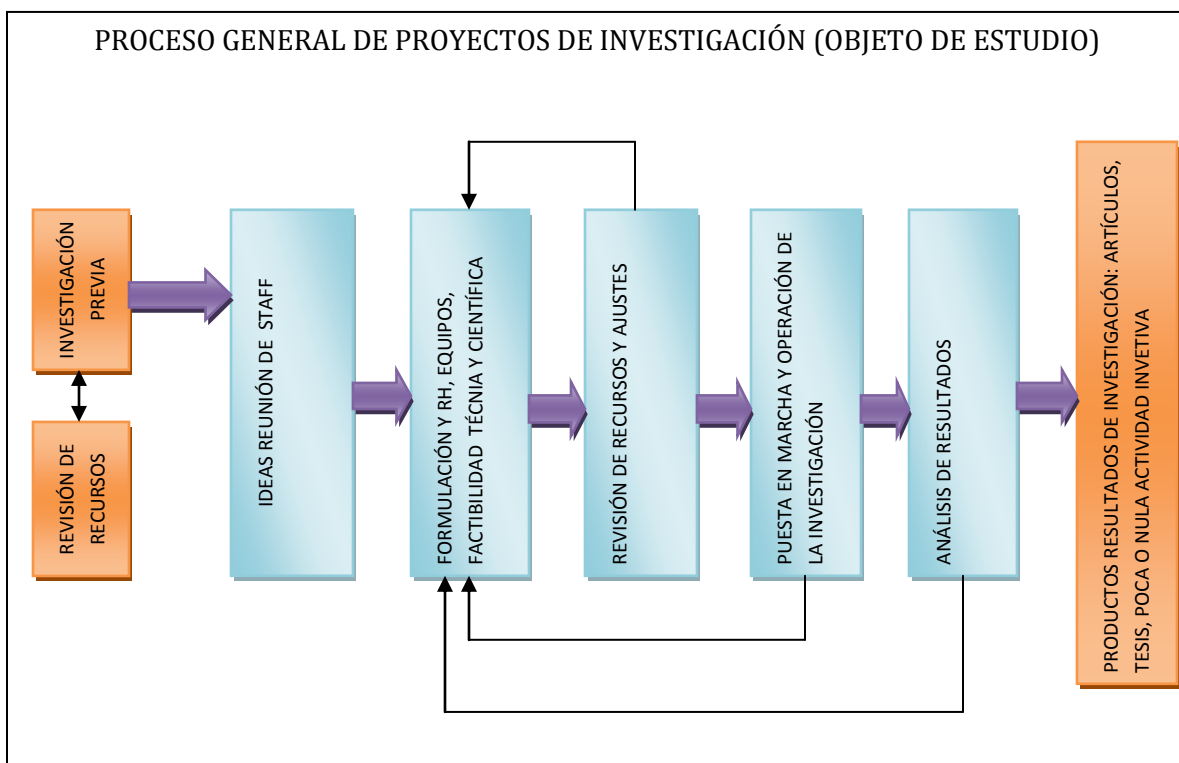 PROCESO GENERAL DE PROYECTOS DE INVESTIGACIÓN (OBJETO DE ESTUDIO)
INVESTIGACIÓN
PREVIA
REVISIÓN DE
RECURSOS
IDEAS REUNIÓN DE STAFF
FORMULACIÓN Y RH, EQUIPOS,
FACTIBILIDAD TÉCNIA Y CIENTÍFICA
REVISIÓN DE RECURSOS Y AJUSTES
PUESTA EN MARCHA Y OPERACIÓN DE
LA INVESTIGACIÓN
ANÁLISIS DE RESULTADOS
PRODUCTOS RESULTADOS DE INVESTIGACIÓN: ARTÍCULOS,
TESIS, POCA O NULA ACTIVIDAD INVETIVA